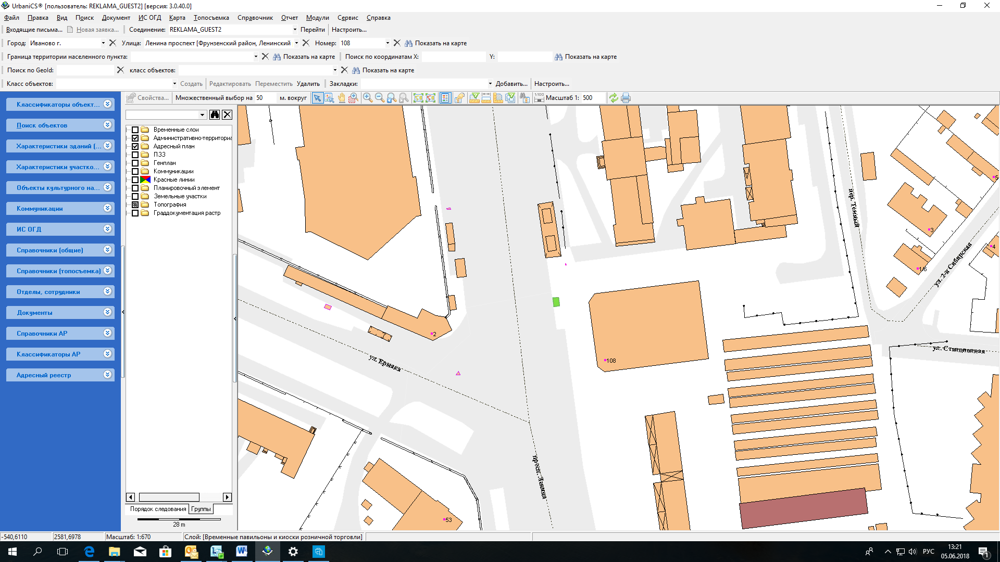 UrbaniCS® [пользователь: REKLAMA_GUEST2] [версия: 3.0.40.0]
Файл Правка Вид Поиск Документ ИС ОГД Карта Топосъемка Справочник Отчет Модули Сервис Справка
Входящие письма... Новая заявка... Соединение: REKLAMA_GUEST2 Перейти Настроить...
Город: Иваново г. Улица: Ленина проспект [Фрунзенский район, Ленинский Номер: 108 Показать на карте
Граница территории населенного пункта: Показать на карте Поиск по координатам X: Y: Показать на карте
Поиск по GeoId: класс объектов: Показать на карте
Класс объектов: Создать Редактировать Переместить Удалить Закладки: Добавить... Настроить...
Свойства... Множественный выбор на 50 м. вокруг 1:100 Масштаб 1: 500
Классификаторы объект...
Поиск объектов
Характеристики зданий (...
Характеристики участко...
Объекты культурного на...
Коммуникации
ИС ОГД
Справочники (общие)
Справочники (топосъемка)
Отделы, сотрудники
Документы
Справочники АР
Классификаторы АР
Адресный реестр
Временные слои
Административно-территориа
Адресный план
ПЗЗ
Генплан
Коммуникации
Красные линии
Планировочный элемент
Земельные участки
Топография
Граддокументация растр
Порядок следования Группы
28 m
пер. Тёмный
5
3
4
1/6
ул. 2-я Сибирская
2
ул. Станционная
ул. Ермака
108
просп. Ленина
53
-540,6110 2581,6978 Масштаб: 1:670 Слой: [Временные павильоны и киоски розничной торговли]
РУС
13:21
05.06.2018
1